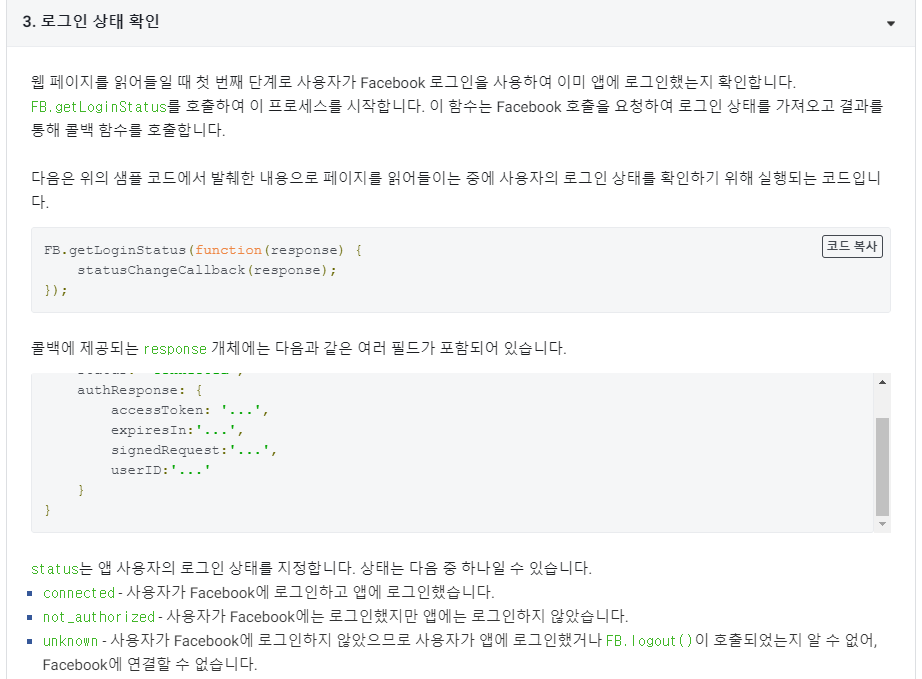 3. 로그인 상태 확인
웹 페이지를 읽어들일 때 첫 번째 단계로 사용자가 Facebook 로그인을 사용하여 이미 앱에 로그인했는지 확인합니다.
FB.getLoginStatus를 호출하여 이 프로세스를 시작합니다. 이 함수는 Facebook 호출을 요청하여 로그인 상태를 가져오고 결과를
통해 콜백 함수를 호출합니다.
다음은 위의 샘플 코드에서 발췌한 내용으로 페이지를 읽어들이는 중에 사용자의 로그인 상태를 확인하기 위해 실행되는 코드입니
다.
코드 복사
FB.getLoginStatus(function(response) {
    statusChangeCallback(response);
});
콜백에 제공되는 response 개체에는 다음과 같은 여러 필드가 포함되어 있습니다.
    authResponse: {
        accessToken: '...',
        expiresIn:'...',
        signedRequest:'...',
        userID:'...'
    }
}
status는 앱 사용자의 로그인 상태를 지정합니다. 상태는 다음 중 하나일 수 있습니다.
connected - 사용자가 Facebook에 로그인하고 앱에 로그인했습니다.
not_authorized - 사용자가 Facebook에는 로그인했지만 앱에는 로그인하지 않았습니다.
unknown - 사용자가 Facebook에 로그인하지 않았으므로 사용자가 앱에 로그인했거나 FB.logout()이 호출되었는지 알 수 없어,
Facebook에 연결할 수 없습니다.